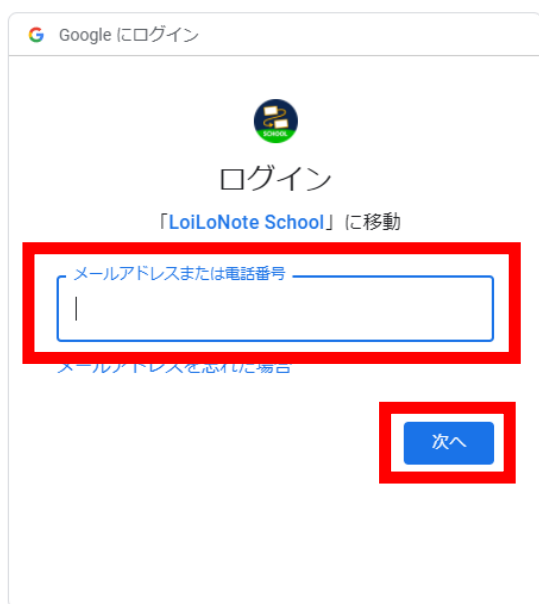 Google にログイン
SCHOOL
ログイン
「LoiLoNote School」に移動
メールアドレスまたは電話番号
メールアドレスを忘れた場合
次へ